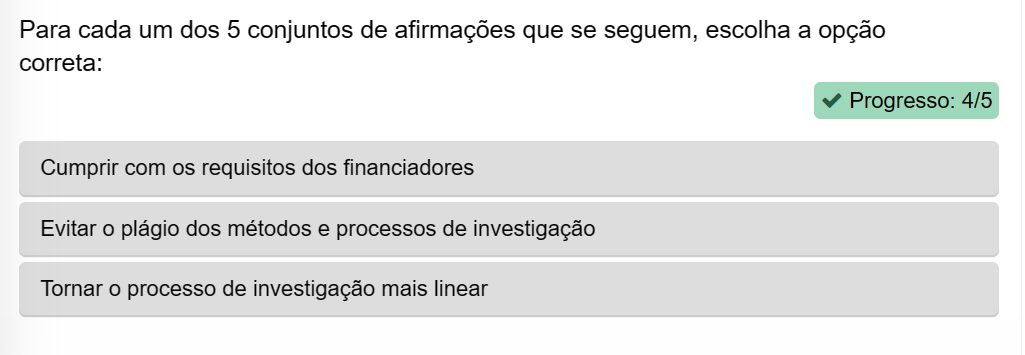 Para cada um dos 5 conjuntos de afirmações que se seguem, escolha a opção
correta:
Progresso: 4/5
Cumprir com os requisitos dos financiadores
Evitar o plágio dos métodos e processos de investigação
Tornar o processo de investigação mais linear